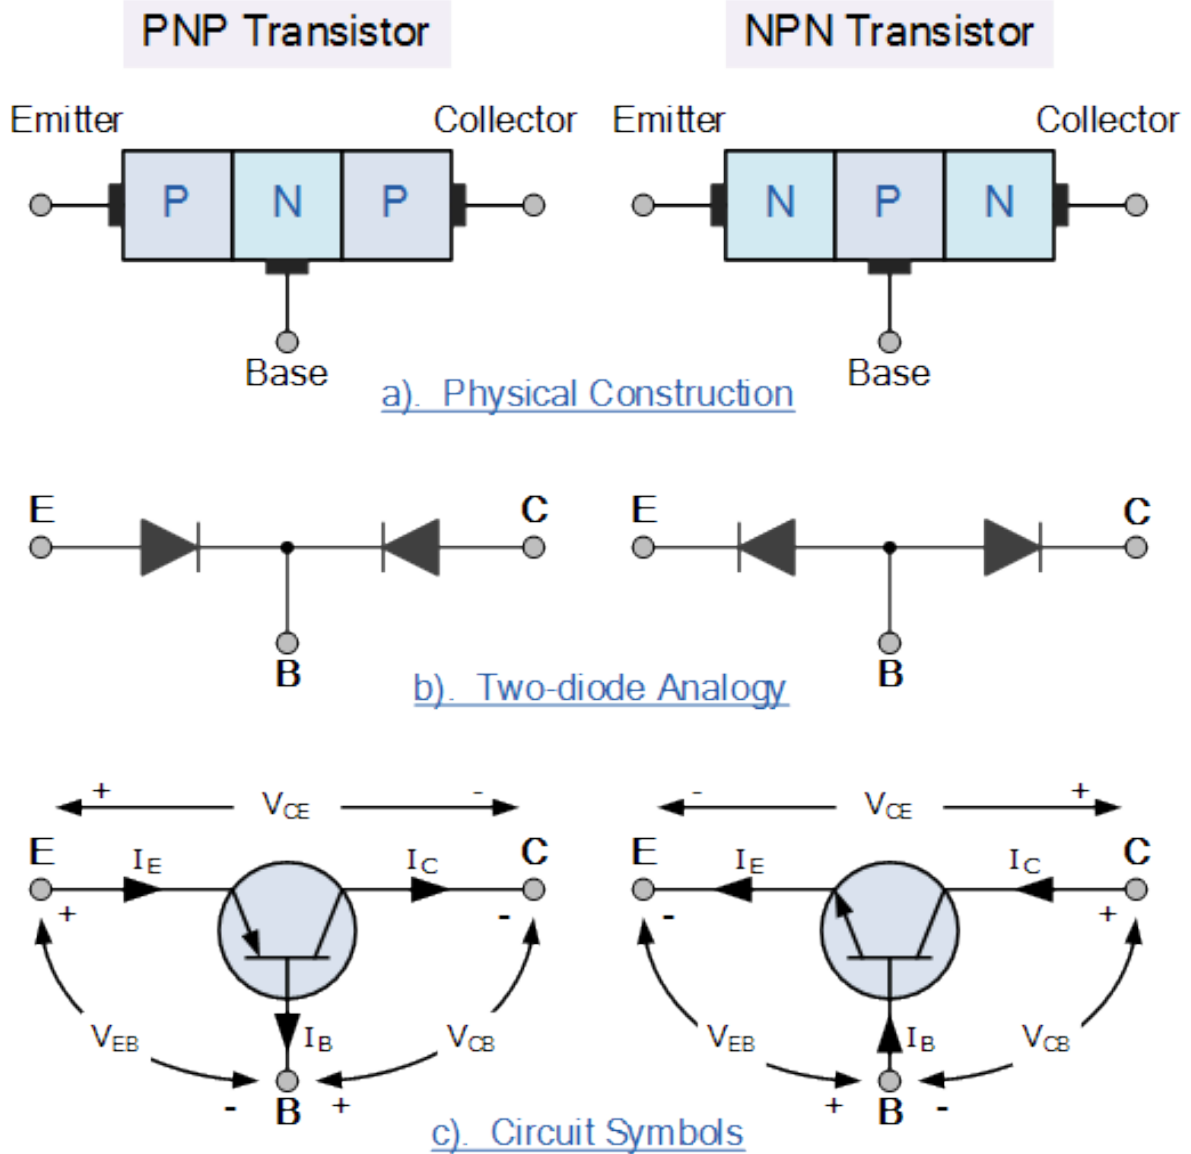 PNP Transistor
NPN Transistor
Emitter
Collector
Emitter
Collector
P N P
N P N
Base
Base
a). Physical Construction
E
C
E
C
B
B
b). Two-diode Analogy
+ VCE -
- VCE +
E IE IC C
E IE IC C
+ -
- +
VEB IB VCB
VEB IB VCB
- B +
+ B -
c). Circuit Symbols